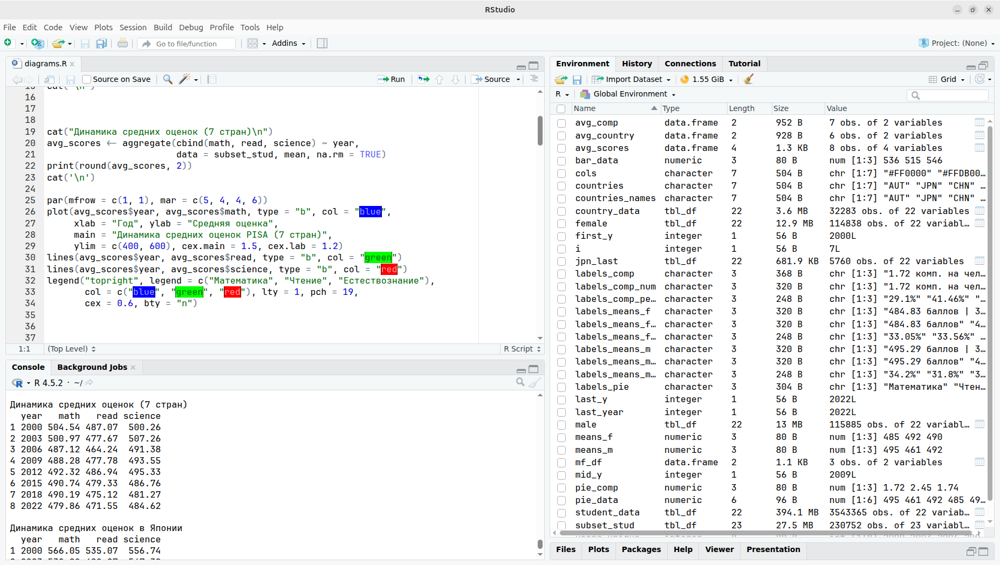 RStudio
File Edit Code View Plots Session Build Debug Profile Tools Help
Go to file/function Addins Project: (None)
diagrams.R
Source on Save Run Source
15 cat('\n')
16
17
18
19 cat("Динамика средних оценок (7 стран)\n")
20 avg_scores <- aggregate(cbind(math, read, science) ~ year,
21 data = subset_stud, mean, na.rm = TRUE)
22 print(round(avg_scores, 2))
23 cat('\n')
24
25 par(mfrow = c(1, 1), mar = c(5, 4, 4, 6))
26 plot(avg_scores$year, avg_scores$math, type = "b", col = "blue",
27 xlab = "Год", ylab = "Средняя оценка",
28 main = "Динамика средних оценок PISA (7 стран)",
29 ylim = c(400, 600), cex.main = 1.5, cex.lab = 1.2)
30 lines(avg_scores$year, avg_scores$read, type = "b", col = "green")
31 lines(avg_scores$year, avg_scores$science, type = "b", col = "red")
32 legend("topright", legend = c("Математика", "Чтение", "Естествознание"),
33 col = c("blue", "green", "red"), lty = 1, pch = 19,
34 cex = 0.6, bty = "n")
35
36
37
1:1 (Top Level) R Script
Console Background Jobs
R 4.5.2 · ~/
Динамика средних оценок (7 стран)
year math read science
1 2000 504.54 487.07 500.26
2 2003 500.97 477.67 507.26
3 2006 487.12 464.24 491.38
4 2009 488.28 477.78 493.55
5 2012 492.32 486.94 495.33
6 2015 490.74 479.33 486.76
7 2018 490.19 475.12 481.27
8 2022 479.86 471.55 484.62
Динамика средних оценок в Японии
year math read science
1 2000 566.05 535.07 556.74
Environment History Connections Tutorial
Import Dataset 1.55 GiB Grid
R Global Environment
Name Type Length Size Value
avg_comp data.frame 2 952 B 7 obs. of 2 variables
avg_country data.frame 2 928 B 6 obs. of 2 variables
avg_scores data.frame 4 1.3 KB 8 obs. of 4 variables
bar_data numeric 3 80 B num [1:3] 536 515 546
cols character 7 504 B chr [1:7] "#FF0000" "#FFDB00…
countries character 7 504 B chr [1:7] "AUT" "JPN" "CHN" …
countries_names character 7 504 B chr [1:7] "AUT" "JPN" "CHN" …
country_data tbl_df 22 3.6 MB 32283 obs. of 22 variables
female tbl_df 22 12.9 MB 114838 obs. of 22 variabl…
first_y integer 1 56 B 2000L
i integer 1 56 B 7L
jpn_last tbl_df 22 681.9 KB 5760 obs. of 22 variables
labels_comp character 3 368 B chr [1:3] "1.72 комп. на чел…
labels_comp_num character 3 320 B chr [1:3] "1.72 комп. на чел…
labels_comp_pe… character 3 248 B chr [1:3] "29.1%" "41.46%" "…
labels_means_f character 3 320 B chr [1:3] "484.83 баллов | 3…
labels_means_f… character 3 320 B chr [1:3] "484.83 баллов" "4…
labels_means_f… character 3 248 B chr [1:3] "33.05%" "33.56%" …
labels_means_m character 3 320 B chr [1:3] "495.29 баллов | 3…
labels_means_m… character 3 320 B chr [1:3] "495.29 баллов" "4…
labels_means_m… character 3 248 B chr [1:3] "34.2%" "31.8%" "3…
labels_pie character 3 304 B chr [1:3] "Математика" "Чтен…
last_y integer 1 56 B 2022L
last_year integer 1 56 B 2022L
male tbl_df 22 13 MB 115885 obs. of 22 variabl…
means_f numeric 3 80 B num [1:3] 485 492 490
means_m numeric 3 80 B num [1:3] 495 461 492
mf_df data.frame 2 1.1 KB 3 obs. of 2 variables
mid_y integer 1 56 B 2009L
pie_comp numeric 3 80 B num [1:3] 1.72 2.45 1.74
pie_data numeric 6 96 B num [1:6] 495 461 492 485 49…
student_data tbl_df 22 394.1 MB 3543365 obs. of 22 variab…
subset_stud tbl_df 23 27.5 MB 230752 obs. of 23 variabl…
Files Plots Packages Help Viewer Presentation